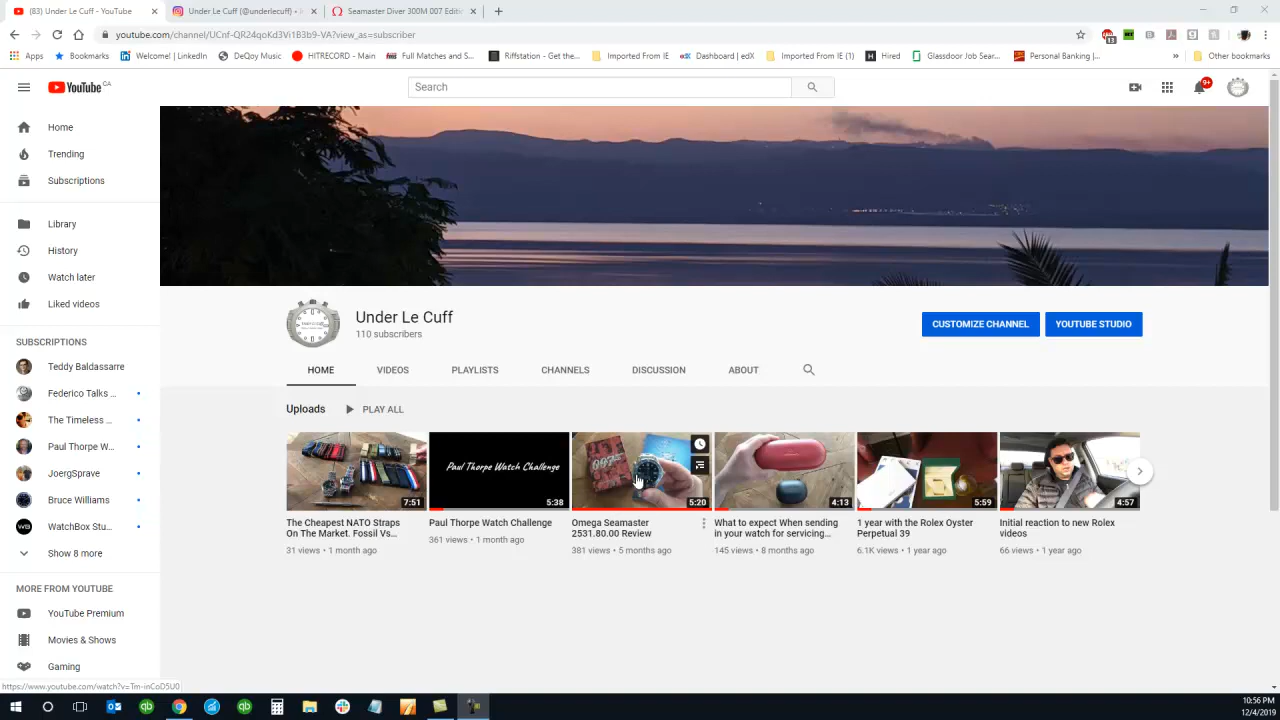 (83) Under Le Cuff - YouTube
Under Le Cuff (@underlecuff) • i
Seamaster Diver 300M 007 Editi
youtube.com/channel/UCnf-QR24qoKd3Vi1B3b9-VA?view_as=subscriber
Apps
Bookmarks
Welcome! | LinkedIn
DeQoy Music
HITRECORD - Main
Full Matches and S...
Riffstation - Get the...
Imported From IE
Dashboard | edX
Imported From IE (1)
Hired
Glassdoor Job Sear...
Personal Banking |...
»
Other bookmarks
YouTube CA
Search
9+
Home
Trending
Subscriptions
Library
History
Watch later
Liked videos
SUBSCRIPTIONS
Teddy Baldassarre
Federico Talks ...
The Timeless ...
Paul Thorpe W...
JoergSprave
Bruce Williams
WatchBox Stu...
Show 8 more
MORE FROM YOUTUBE
YouTube Premium
Movies & Shows
Gaming
Under Le Cuff
110 subscribers
CUSTOMIZE CHANNEL
YOUTUBE STUDIO
HOME
VIDEOS
PLAYLISTS
CHANNELS
DISCUSSION
ABOUT
Uploads
PLAY ALL
7:51
Paul Thorpe Watch Challenge
5:38
007
5:20
4:13
5:59
4:57
The Cheapest NATO Straps
On The Market. Fossil Vs...
31 views • 1 month ago
Paul Thorpe Watch Challenge
361 views • 1 month ago
Omega Seamaster
2531.80.00 Review
381 views • 5 months ago
What to expect When sending
in your watch for servicing...
145 views • 8 months ago
1 year with the Rolex Oyster
Perpetual 39
6.1K views • 1 year ago
Initial reaction to new Rolex
videos
66 views • 1 year ago
https://www.youtube.com/watch?v=Tm-inCoD5U0
10:56 PM
12/4/2019